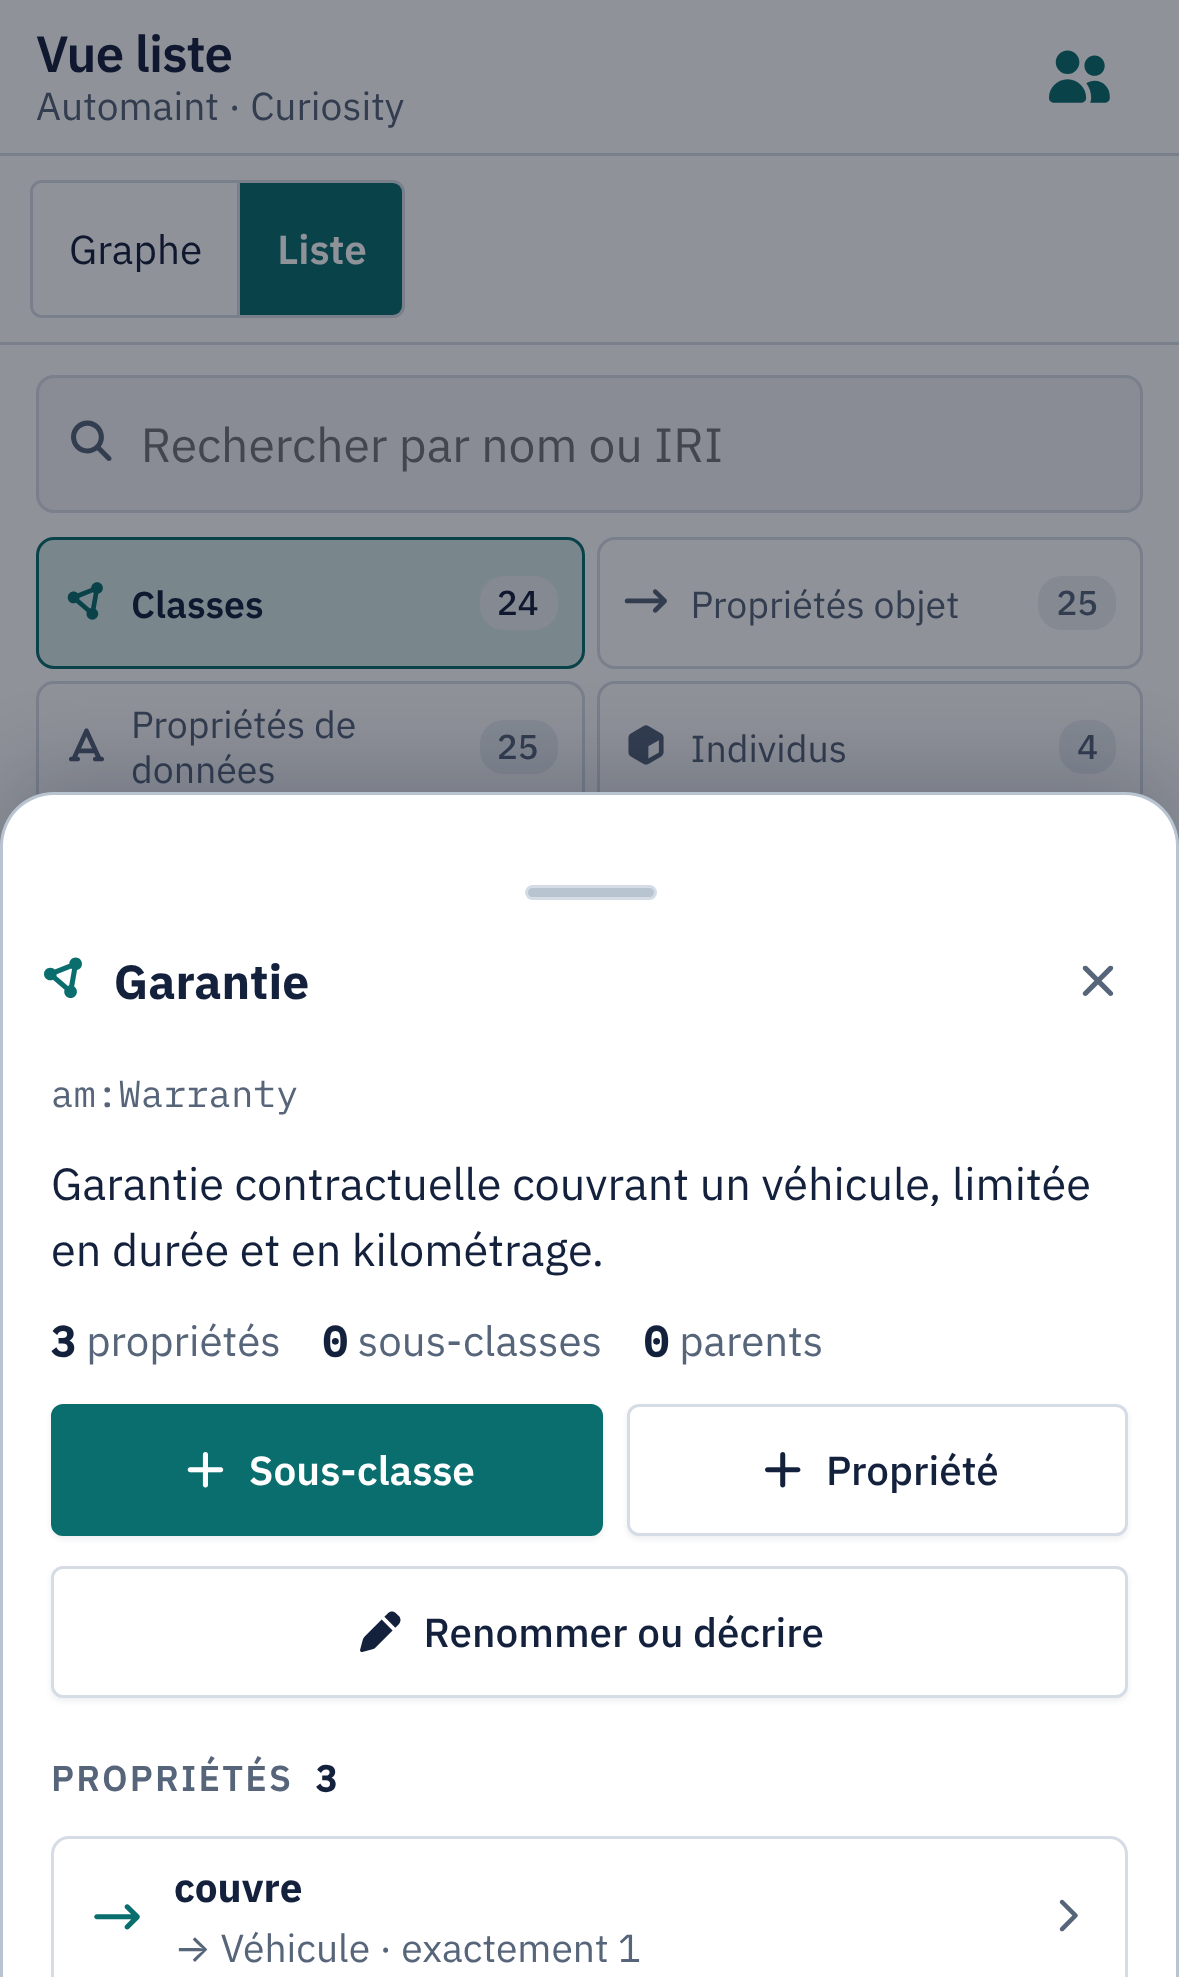 Vue liste
Automaint · Curiosity
Graphe
Liste
Rechercher par nom ou IRI
Classes 24
Propriétés objet 25
Propriétés de
données 25
Individus 4
Garantie
am:Warranty
Garantie contractuelle couvrant un véhicule, limitée
en durée et en kilométrage.
3 propriétés 0 sous-classes 0 parents
+ Sous-classe
+ Propriété
Renommer ou décrire
PROPRIÉTÉS 3
couvre
→ Véhicule · exactement 1